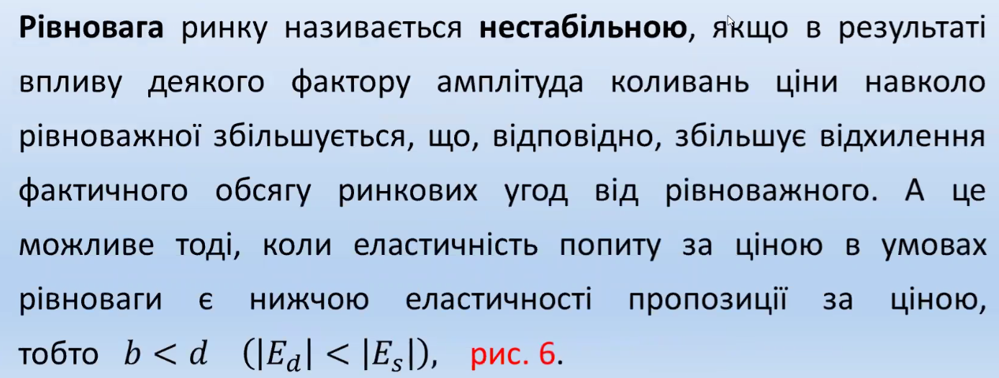 Рівновага ринку називається нестабільною, якщо в результаті
впливу деякого фактору амплітуда коливань ціни навколо
рівноважної збільшується, що, відповідно, збільшує відхилення
фактичного обсягу ринкових угод від рівноважного. А це
можливе тоді, коли еластичність попиту за ціною в умовах
рівноваги є нижчою еластичності пропозиції за ціною,
тобто b < d (|E_d| < |E_s|), рис. 6.